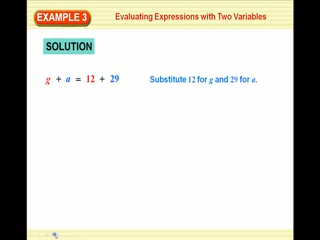 EXAMPLE 3 Evaluating Expressions with Two Variables
SOLUTION
g + a = 12 + 29 Substitute 12 for g and 29 for a.